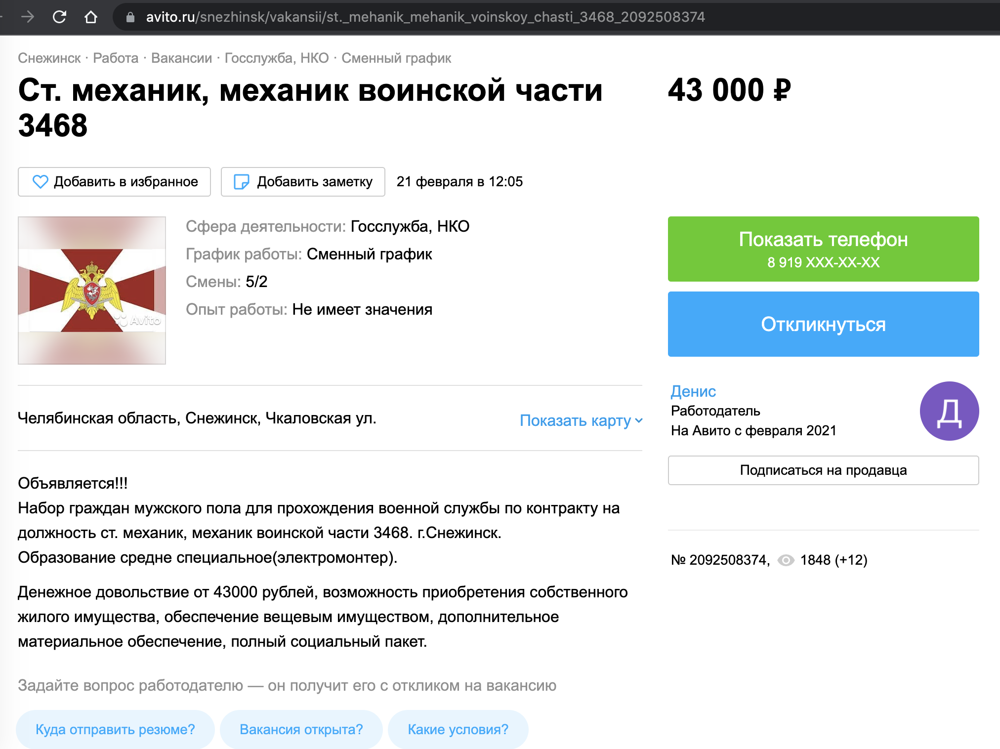 avito.ru/snezhinsk/vakansii/st._mehanik_mehanik_voinskoy_chasti_3468_2092508374
Снежинск · Работа · Вакансии · Госслужба, НКО · Сменный график
Ст. механик, механик воинской части
3468
43 000 ₽
Добавить в избранное
Добавить заметку
21 февраля в 12:05
Avito
Сфера деятельности: Госслужба, НКО
График работы: Сменный график
Смены: 5/2
Опыт работы: Не имеет значения
Показать телефон
8 919 XXX-XX-XX
Откликнуться
Денис
Работодатель
На Авито с февраля 2021
Д
Подписаться на продавца
№ 2092508374, 1848 (+12)
Челябинская область, Снежинск, Чкаловская ул.
Показать карту
Объявляется!!!
Набор граждан мужского пола для прохождения военной службы по контракту на
должность ст. механик, механик воинской части 3468. г.Снежинск.
Образование средне специальное(электромонтер).
Денежное довольствие от 43000 рублей, возможность приобретения собственного
жилого имущества, обеспечение вещевым имуществом, дополнительное
материальное обеспечение, полный социальный пакет.
Задайте вопрос работодателю — он получит его с откликом на вакансию
Куда отправить резюме?
Вакансия открыта?
Какие условия?